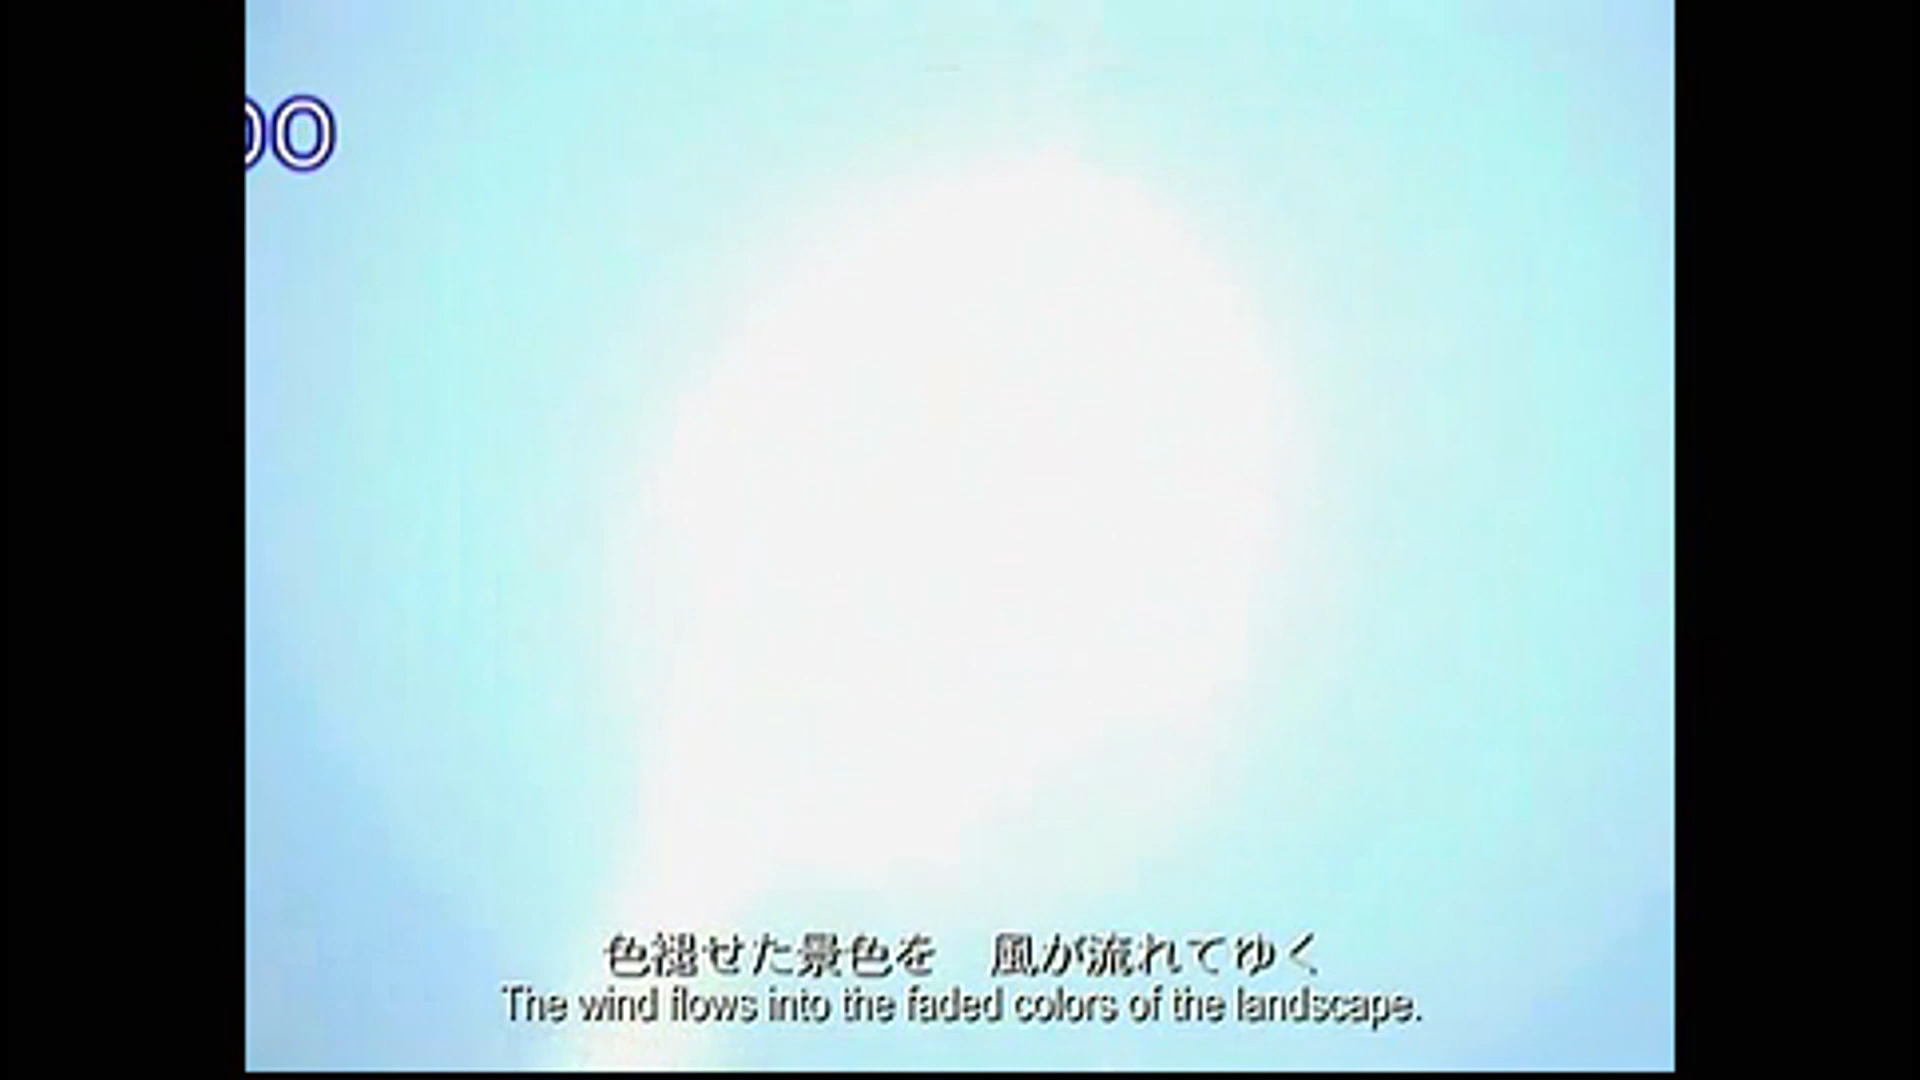 00
色褪せた景色を 風が流れてゆく
The wind flows into the faded colors of the landscape.